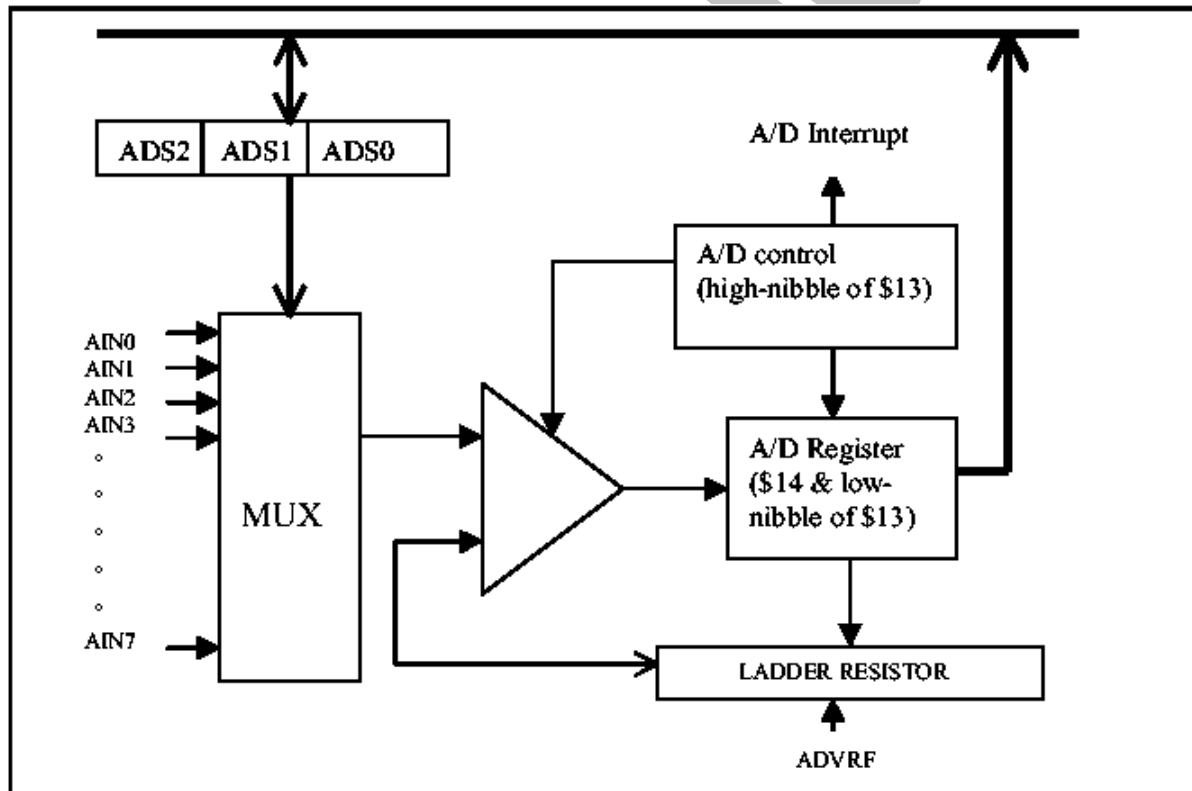 ADS2 ADS1 ADS0
A/D Interrupt
A/D control
(high-nibble of $13)
AIN0
AIN1
AIN2
AIN3
A/D Register
($14 & low-
nibble of $13)
MUX
AIN7
LADDER RESISTOR
ADVRF